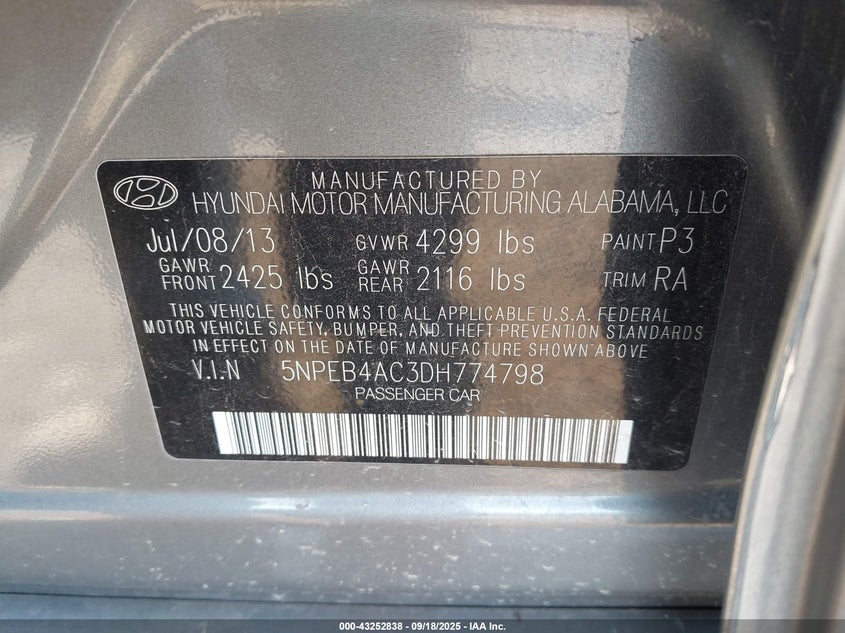 MANUFACTURED BY
HYUNDAI MOTOR MANUFACTURING ALABAMA, LLC
Jul/08/13 GVWR 4299 lbs PAINT P3
GAWR FRONT 2425 lbs GAWR REAR 2116 lbs TRIM RA
THIS VEHICLE CONFORMS TO ALL APPLICABLE U.S.A. FEDERAL
MOTOR VEHICLE SAFETY, BUMPER, AND THEFT PREVENTION STANDARDS
IN EFFECT ON THE DATE OF MANUFACTURE SHOWN ABOVE.
V.I.N 5NPEB4AC3DH774798
PASSENGER CAR
000-43252838 - 09/18/2025 - IAA Inc.